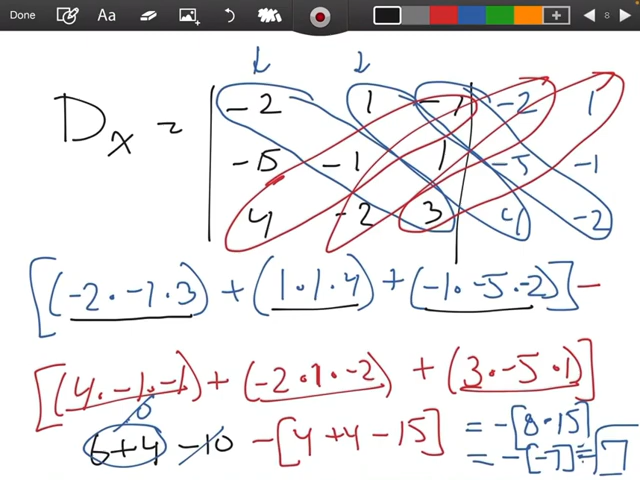 Done Aa 8
-2 1 -1 -2 1
Dx = -5 -1 1 -5 -1
4 -2 3 4 -2
[(-2 · -1 · 3) + (1 · 1 · 4) + (-1 · -5 · -2)] -
[(4 · -1 · -1) + (-2 · 1 · -2) + (3 · -5 · 1)]
0
6+4 -10 -[4+4-15] = -[8·15]
= -[-7] = 7